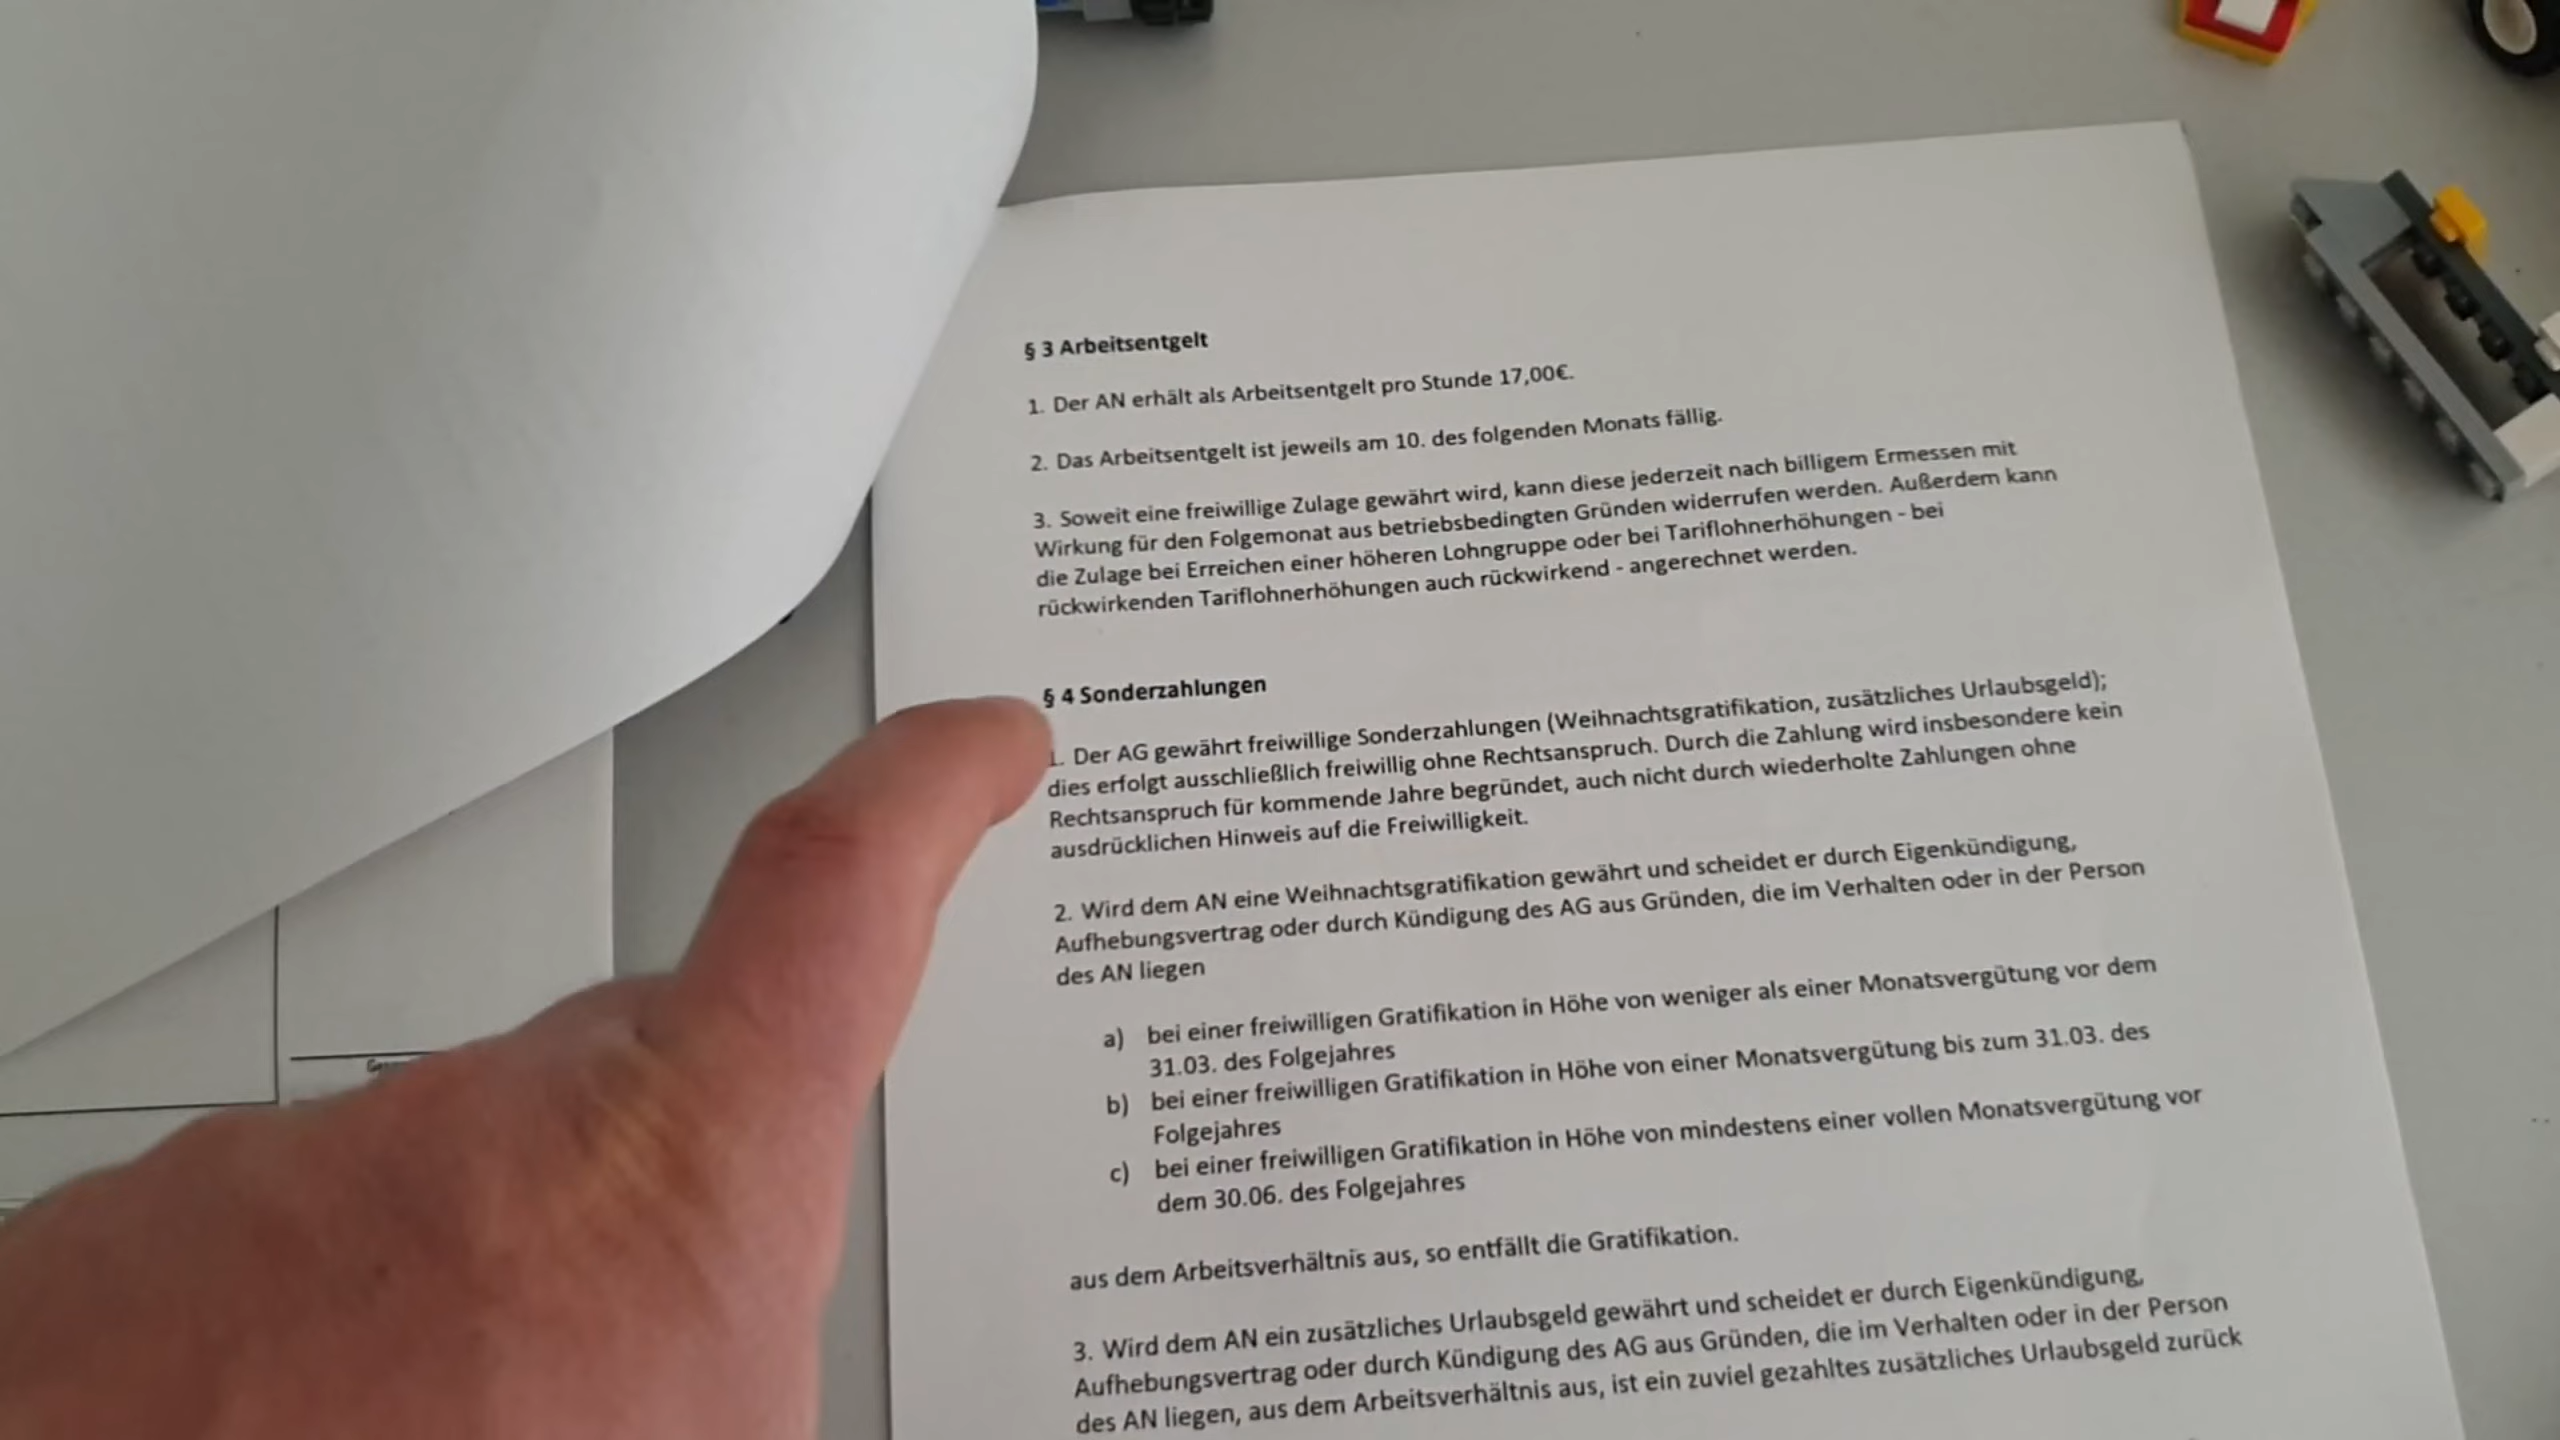 § 3 Arbeitsentgelt
1. Der AN erhält als Arbeitsentgelt pro Stunde 17,00€.
2. Das Arbeitsentgelt ist jeweils am 10. des folgenden Monats fällig.
3. Soweit eine freiwillige Zulage gewährt wird, kann diese jederzeit nach billigem Ermessen mit
Wirkung für den Folgemonat aus betriebsbedingten Gründen widerrufen werden. Außerdem kann
die Zulage bei Erreichen einer höheren Lohngruppe oder bei Tariflohnerhöhungen - bei
rückwirkenden Tariflohnerhöhungen auch rückwirkend - angerechnet werden.
§ 4 Sonderzahlungen
1. Der AG gewährt freiwillige Sonderzahlungen (Weihnachtsgratifikation, zusätzliches Urlaubsgeld);
dies erfolgt ausschließlich freiwillig ohne Rechtsanspruch. Durch die Zahlung wird insbesondere kein
Rechtsanspruch für kommende Jahre begründet, auch nicht durch wiederholte Zahlungen ohne
ausdrücklichen Hinweis auf die Freiwilligkeit.
2. Wird dem AN eine Weihnachtsgratifikation gewährt und scheidet er durch Eigenkündigung,
Aufhebungsvertrag oder durch Kündigung des AG aus Gründen, die im Verhalten oder in der Person
des AN liegen
a) bei einer freiwilligen Gratifikation in Höhe von weniger als einer Monatsvergütung vor dem
31.03. des Folgejahres
b) bei einer freiwilligen Gratifikation in Höhe von einer Monatsvergütung bis zum 31.03. des
Folgejahres
c) bei einer freiwilligen Gratifikation in Höhe von mindestens einer vollen Monatsvergütung vor
dem 30.06. des Folgejahres
aus dem Arbeitsverhältnis aus, so entfällt die Gratifikation.
3. Wird dem AN ein zusätzliches Urlaubsgeld gewährt und scheidet er durch Eigenkündigung,
Aufhebungsvertrag oder durch Kündigung des AG aus Gründen, die im Verhalten oder in der Person
des AN liegen, aus dem Arbeitsverhältnis aus, ist ein zuviel gezahltes zusätzliches Urlaubsgeld zurück